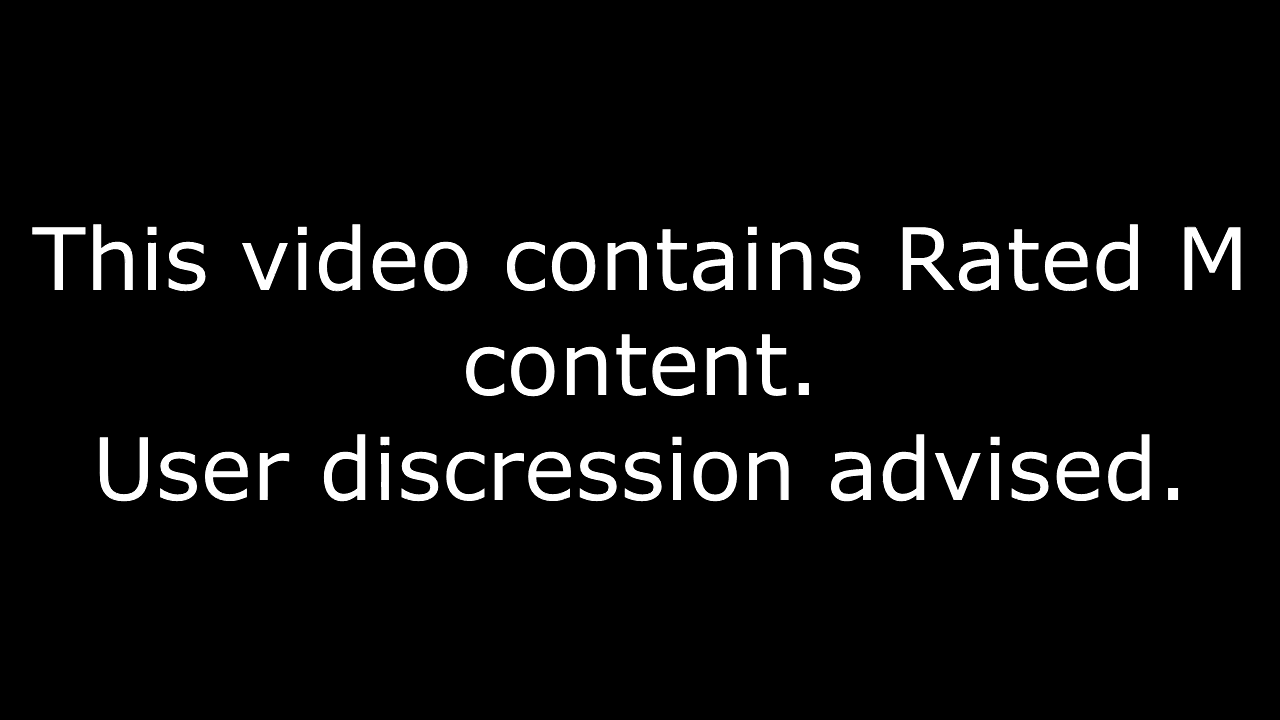 This video contains Rated M
content.
User discression advised.